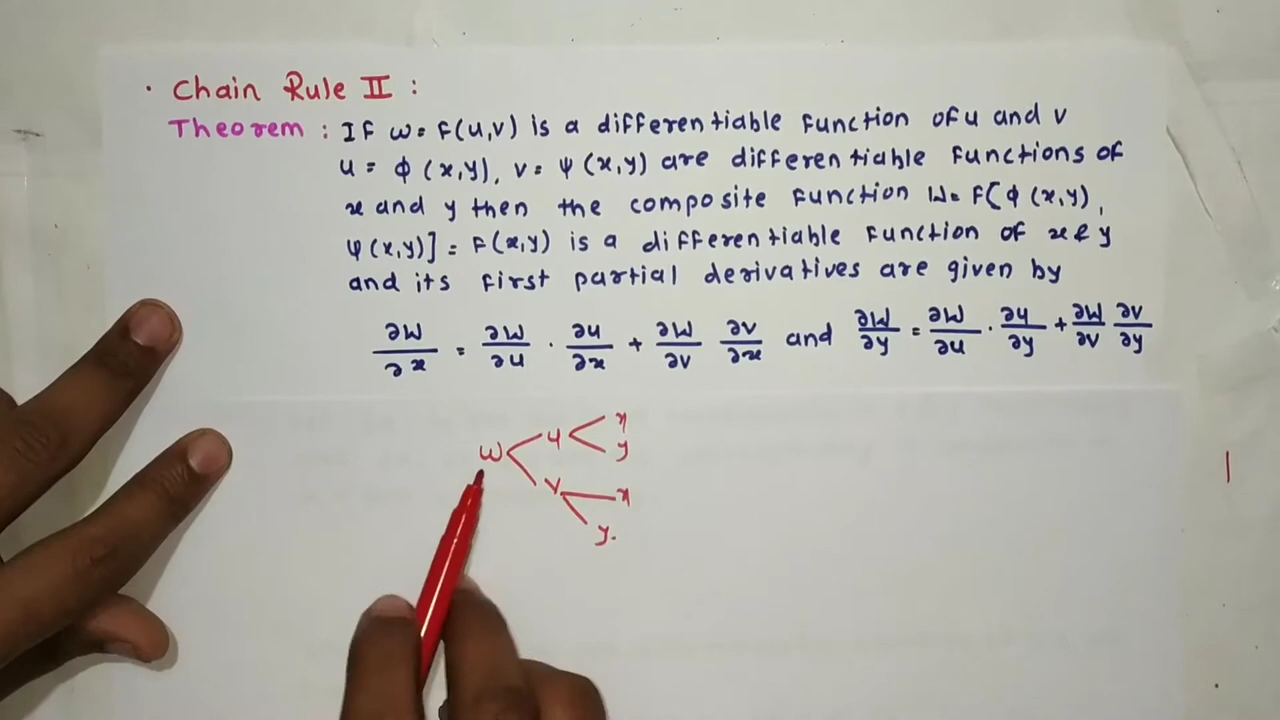 · Chain Rule II :
Theorem : If ω = F(u,v) is a differentiable function of u and v
u = ϕ (x,y), v = ψ (x,y) are differentiable functions of
x and y then the composite function W = F[ϕ (x,y),
ψ(x,y)] = F(x,y) is a differentiable function of x & y
and its first partial derivatives are given by
∂W/∂x = ∂W/∂u · ∂u/∂x + ∂W/∂v ∂v/∂x and ∂W/∂y = ∂W/∂u · ∂u/∂y + ∂W/∂v ∂v/∂y
x
ω < u < y
v x
y.